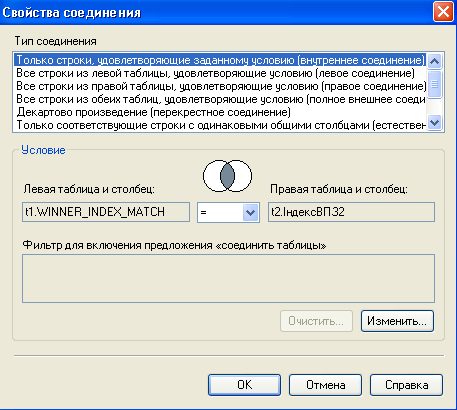 Свойства соединения
Тип соединения
Только строки, удовлетворяющие заданному условию (внутреннее соединение)
Все строки из левой таблицы, удовлетворяющие условию (левое соединение)
Все строки из правой таблицы, удовлетворяющие условию (правое соединение)
Все строки из обеих таблиц, удовлетворяющие условию (полное внешнее соеди
Декартово произведение (перекрестное соединение)
Только соответствующие строки с одинаковыми общими столбцами (естествен
Условие
Левая таблица и столбец:
Правая таблица и столбец:
t1.WINNER_INDEX_MATCH
=
t2.ІндексВП32
Фильтр для включения предложения «соединить таблицы»
Очистить...
Изменить...
OK
Отмена
Справка